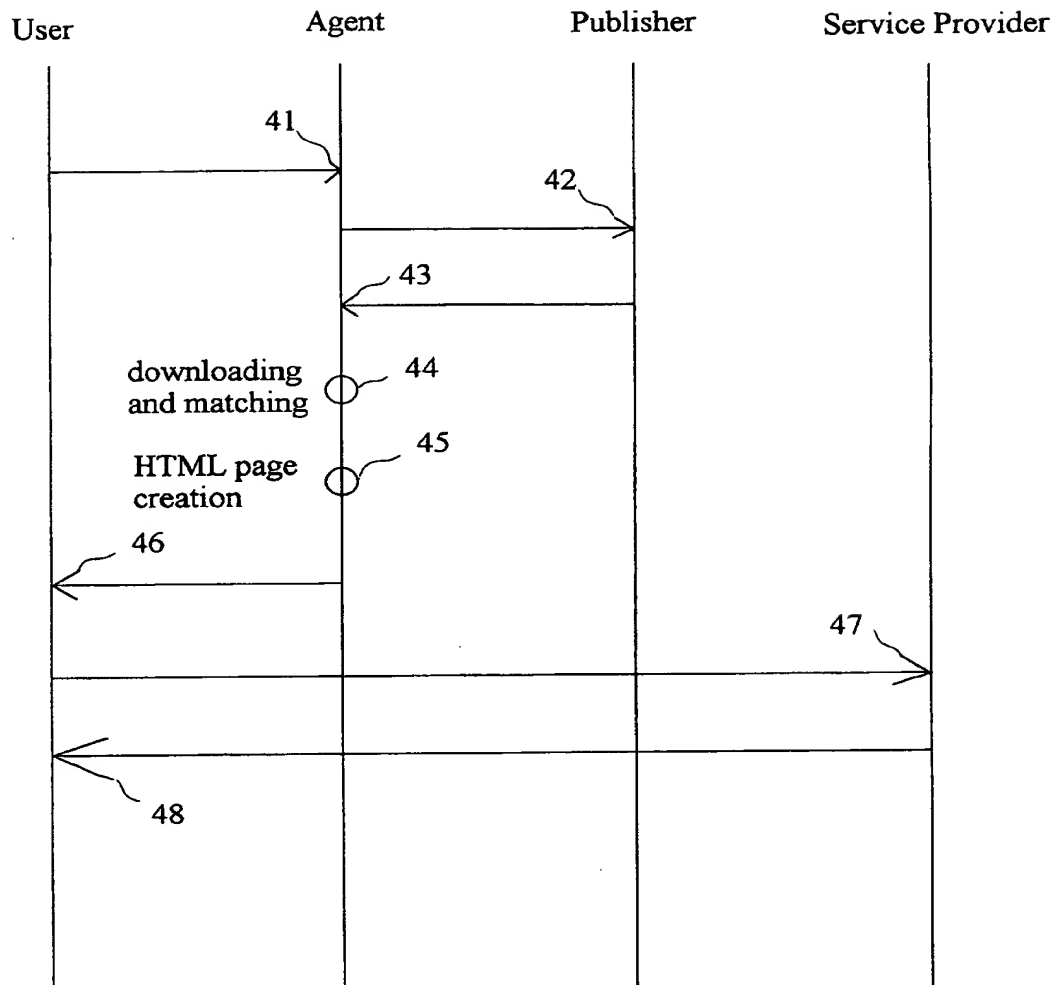 User
Agent
Publisher
Service Provider
41
42
43
downloading
and matching
44
HTML page
creation
45
46
47
48